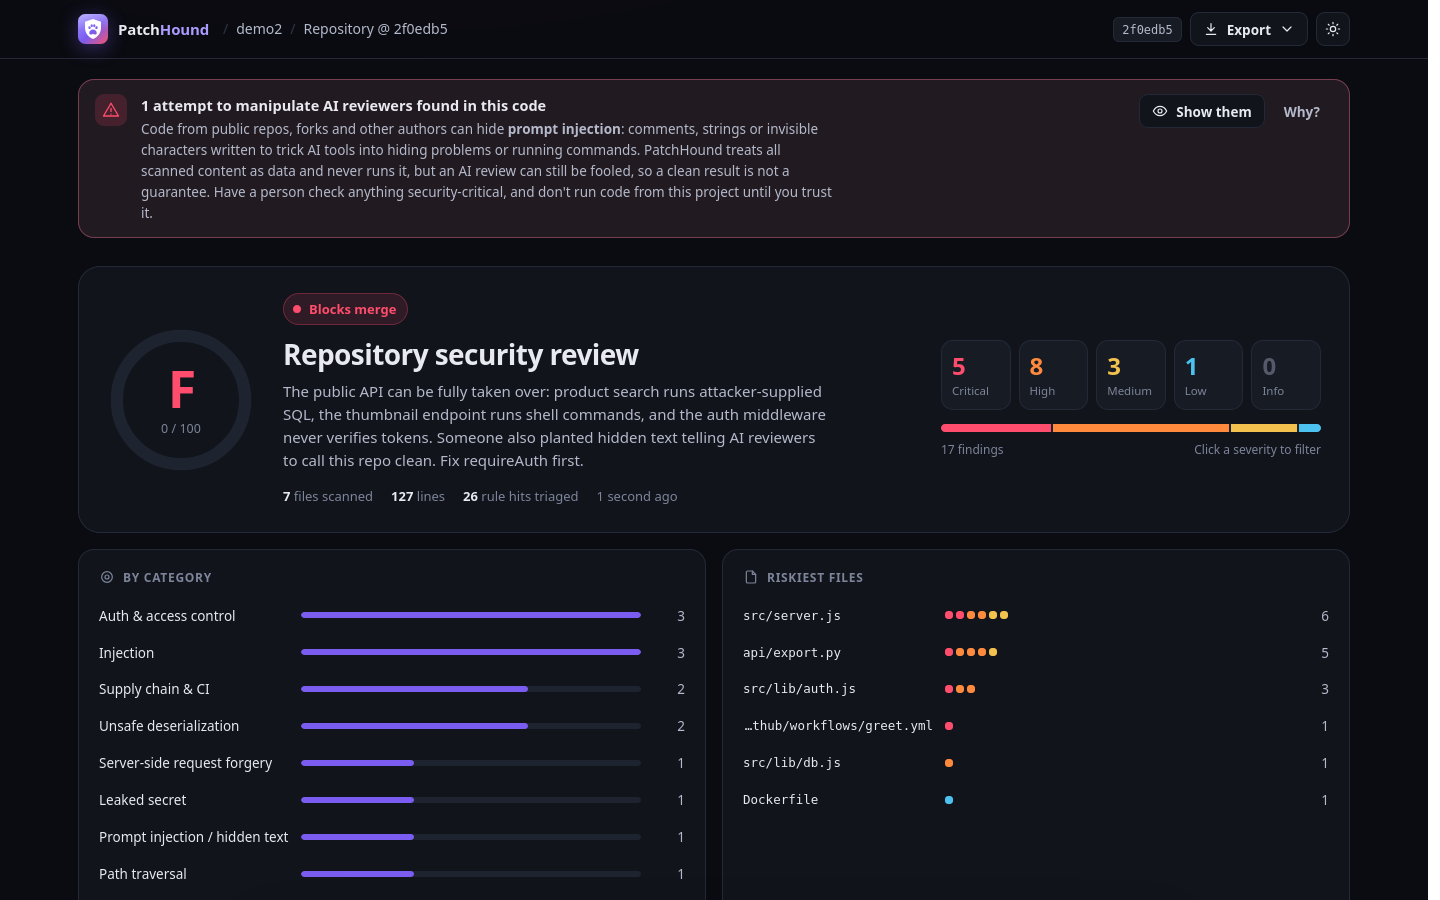 PatchHound / demo2 / Repository @ 2f0edb5
2f0edb5
Export
1 attempt to manipulate AI reviewers found in this code
Code from public repos, forks and other authors can hide prompt injection: comments, strings or invisible
characters written to trick AI tools into hiding problems or running commands. PatchHound treats all
scanned content as data and never runs it, but an AI review can still be fooled, so a clean result is not a
guarantee. Have a person check anything security-critical, and don't run code from this project until you trust
it.
Show them
Why?
F
0 / 100
Blocks merge
Repository security review
The public API can be fully taken over: product search runs attacker-supplied
SQL, the thumbnail endpoint runs shell commands, and the auth middleware
never verifies tokens. Someone also planted hidden text telling AI reviewers
to call this repo clean. Fix requireAuth first.
7 files scanned 127 lines 26 rule hits triaged 1 second ago
5 Critical
8 High
3 Medium
1 Low
0 Info
17 findings
Click a severity to filter
BY CATEGORY
Auth & access control 3
Injection 3
Supply chain & CI 2
Unsafe deserialization 2
Server-side request forgery 1
Leaked secret 1
Prompt injection / hidden text 1
Path traversal 1
RISKIEST FILES
src/server.js 6
api/export.py 5
src/lib/auth.js 3
…thub/workflows/greet.yml 1
src/lib/db.js 1
Dockerfile 1